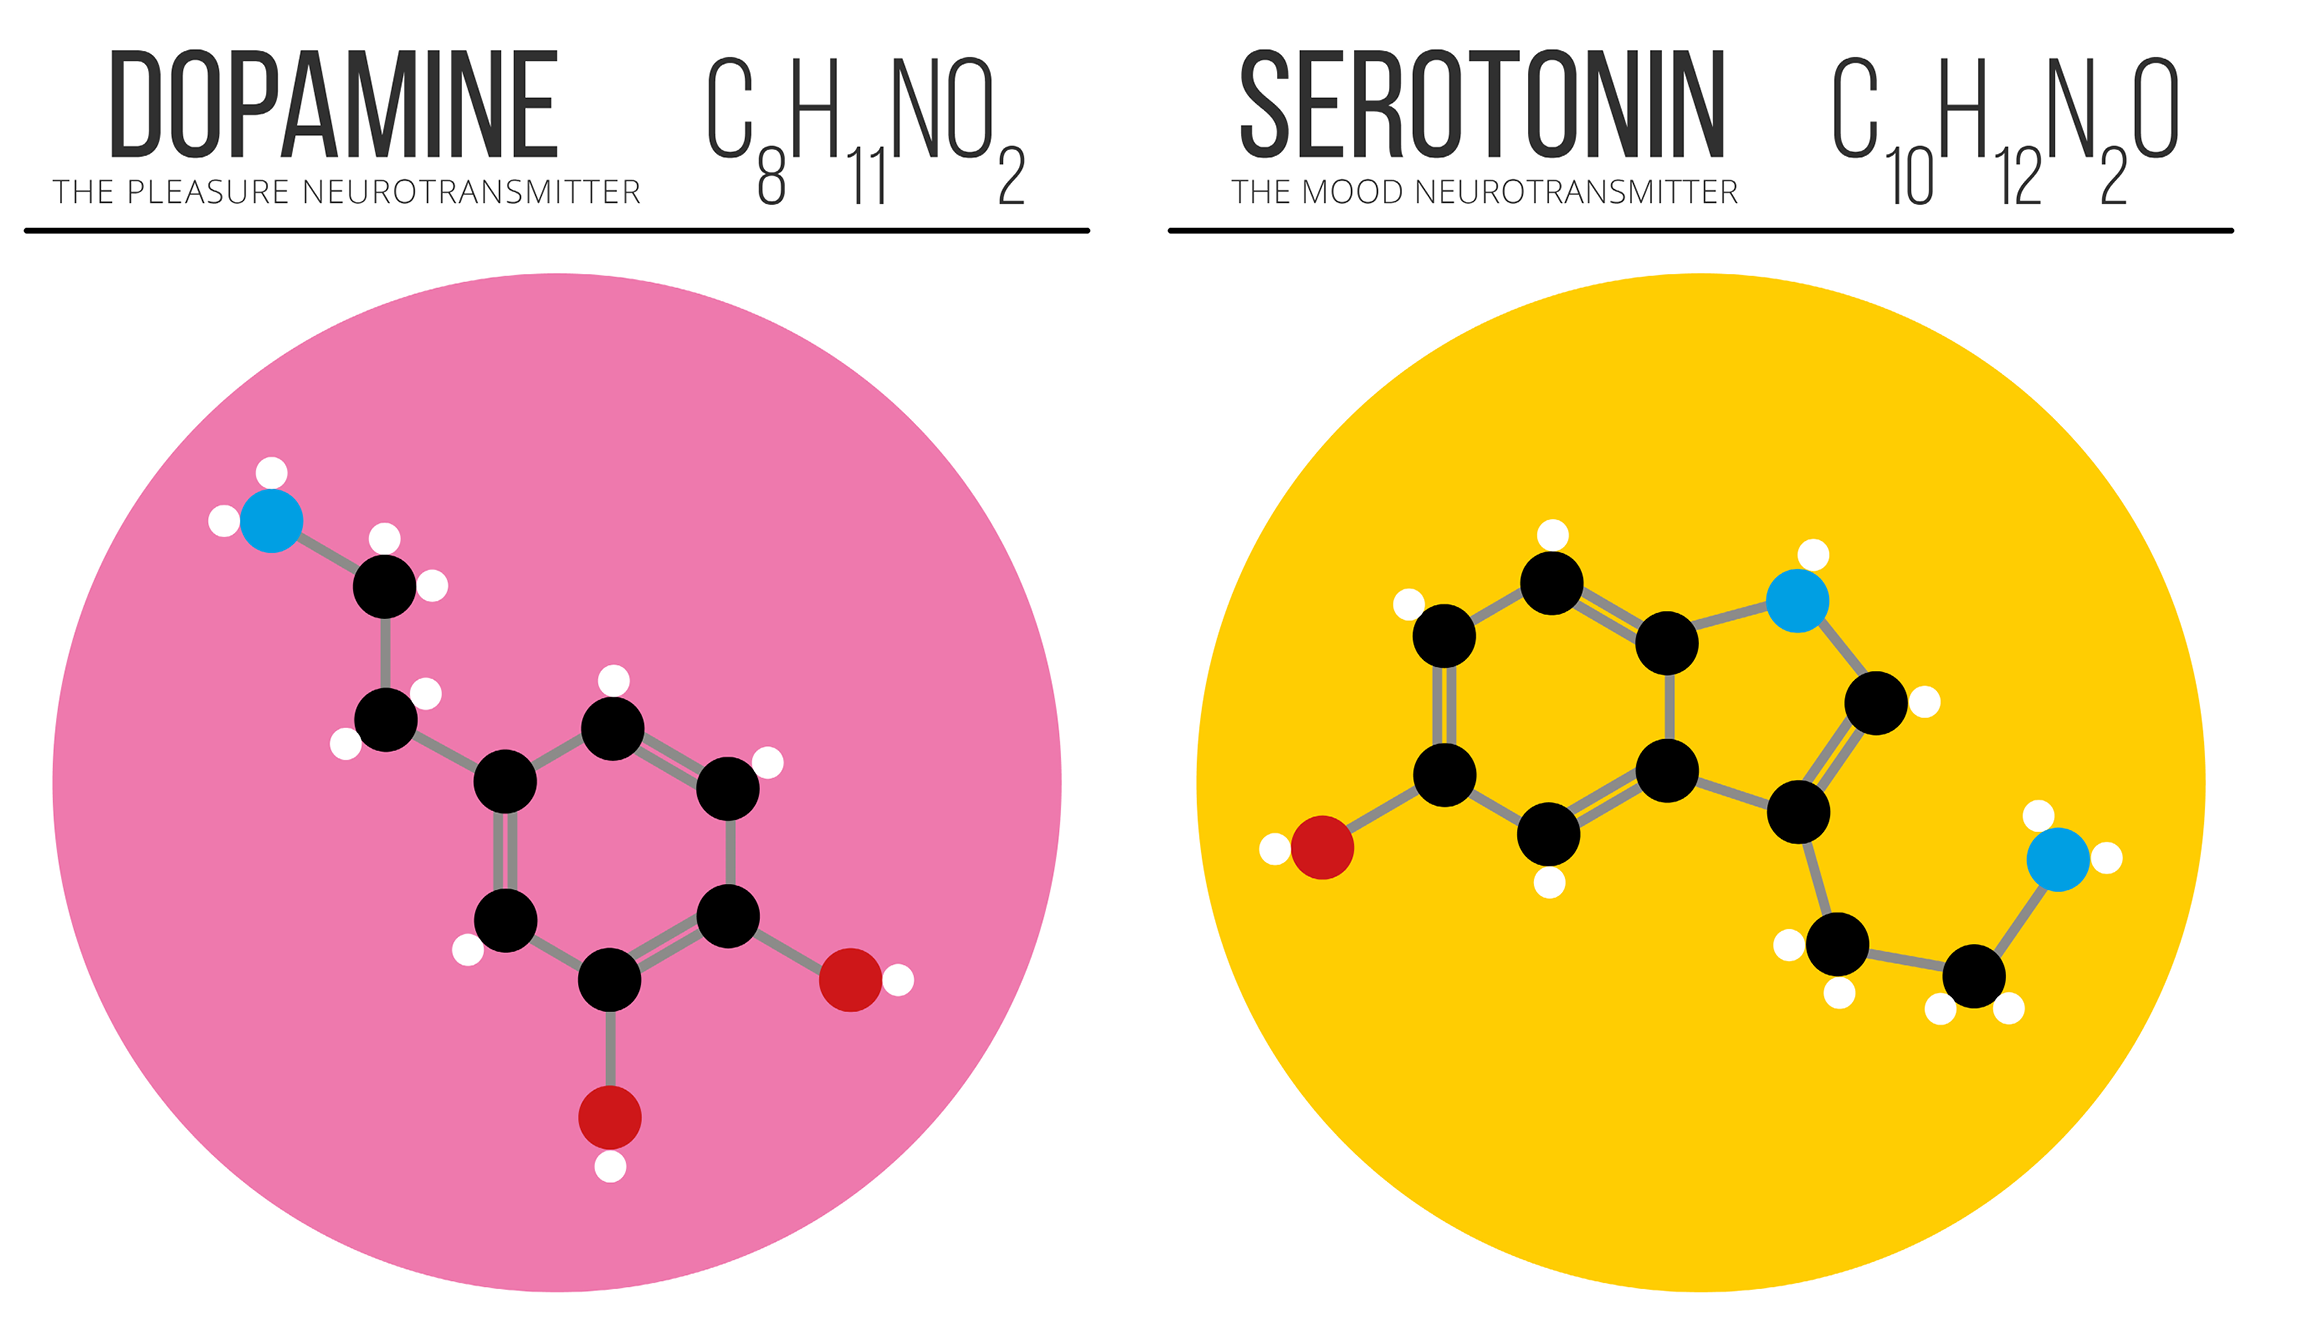 DOPAMINE
THE PLEASURE NEUROTRANSMITTER
C8H11NO2
SEROTONIN
THE MOOD NEUROTRANSMITTER
C10H12N2O